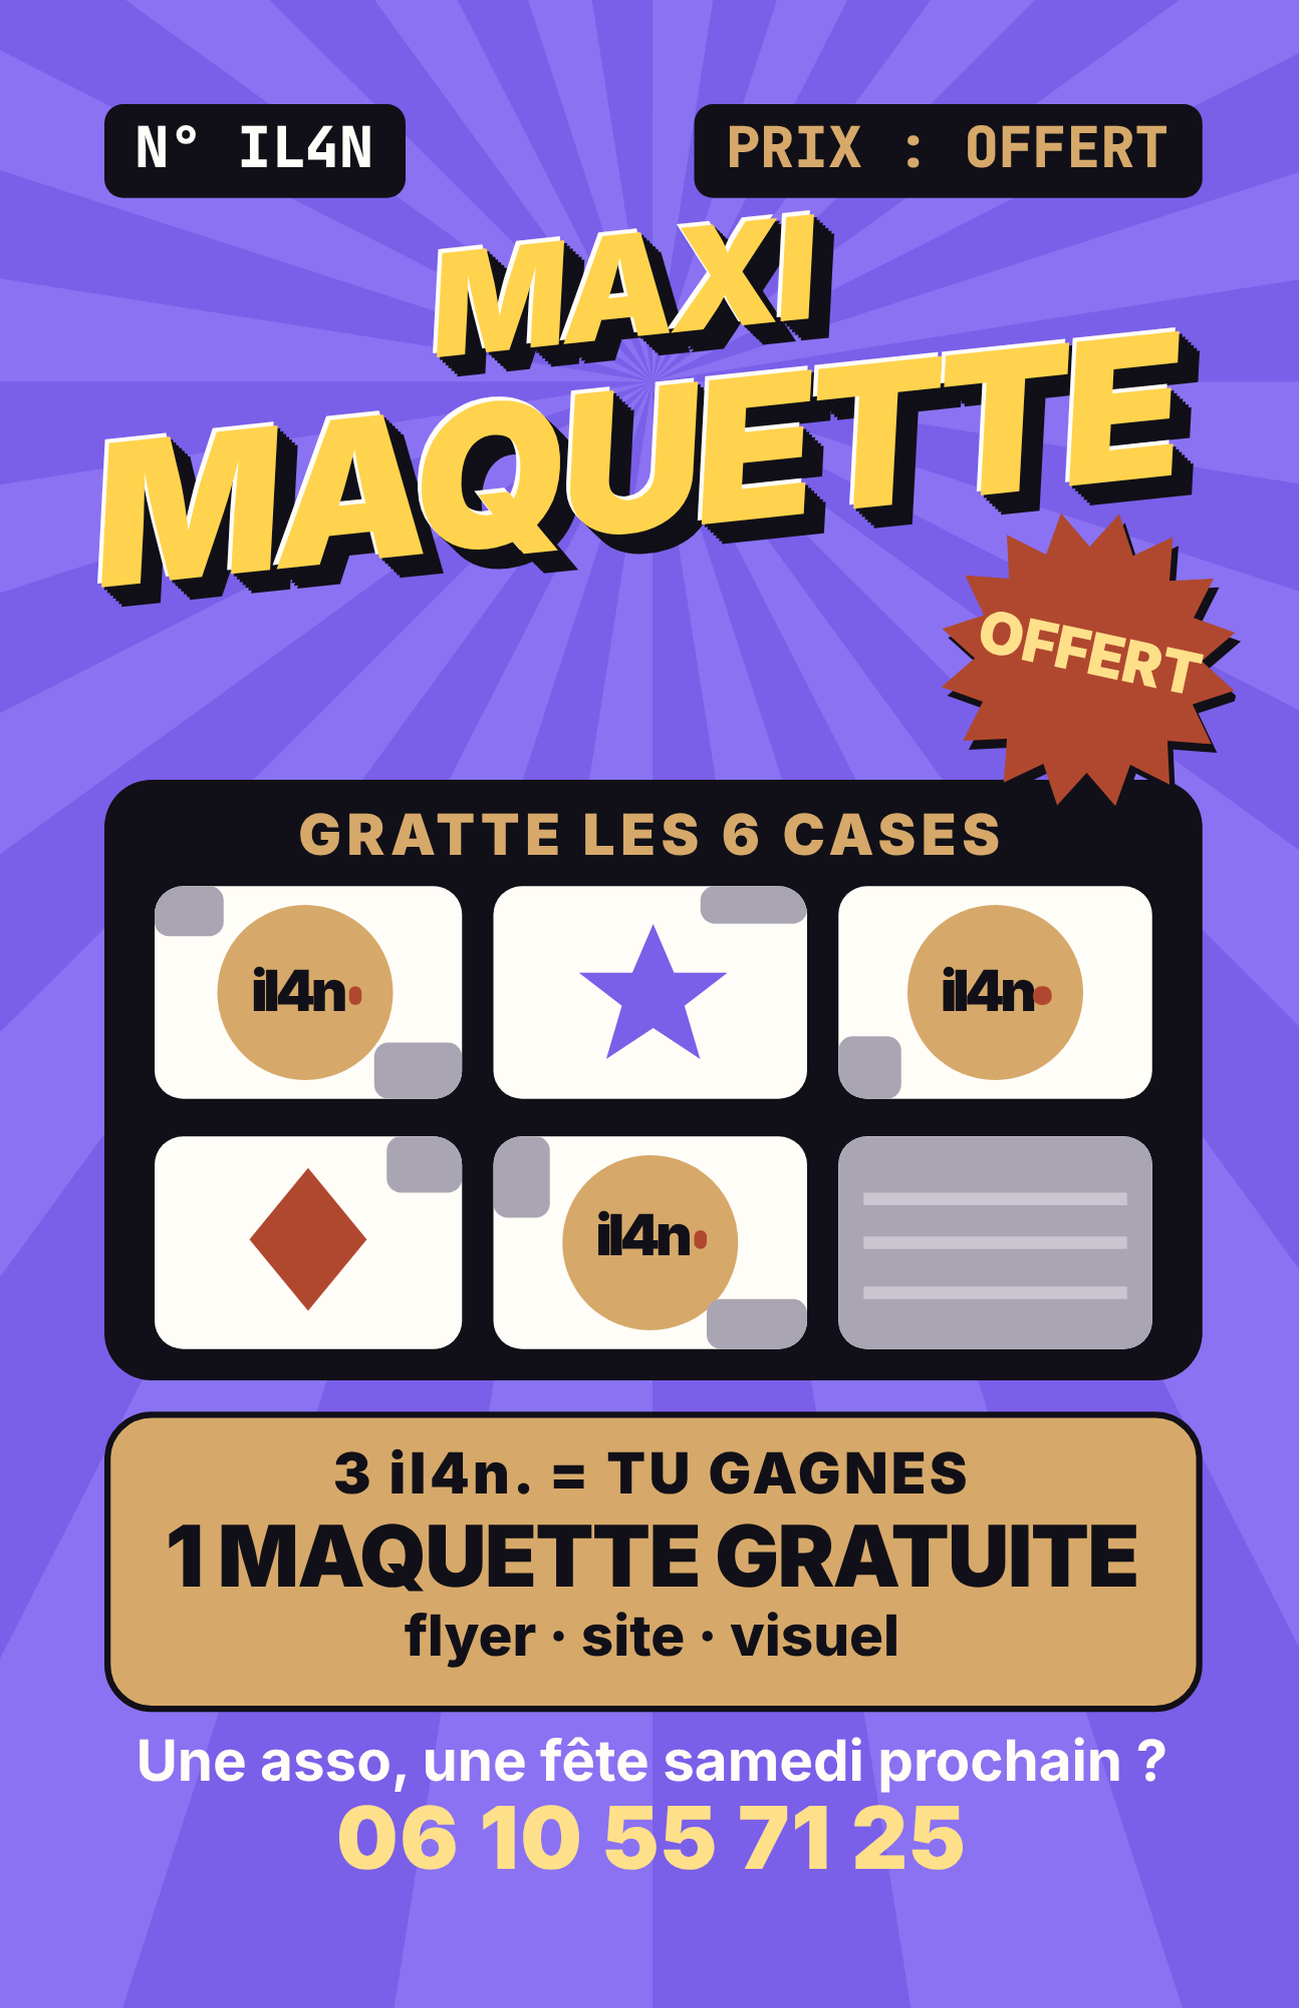 N° IL4N
PRIX : OFFERT
MAXI
MAQUETTE
OFFERT
GRATTE LES 6 CASES
il4n.
il4n.
il4n.
3 il4n. = TU GAGNES
1 MAQUETTE GRATUITE
flyer · site · visuel
Une asso, une fête samedi prochain ?
06 10 55 71 25